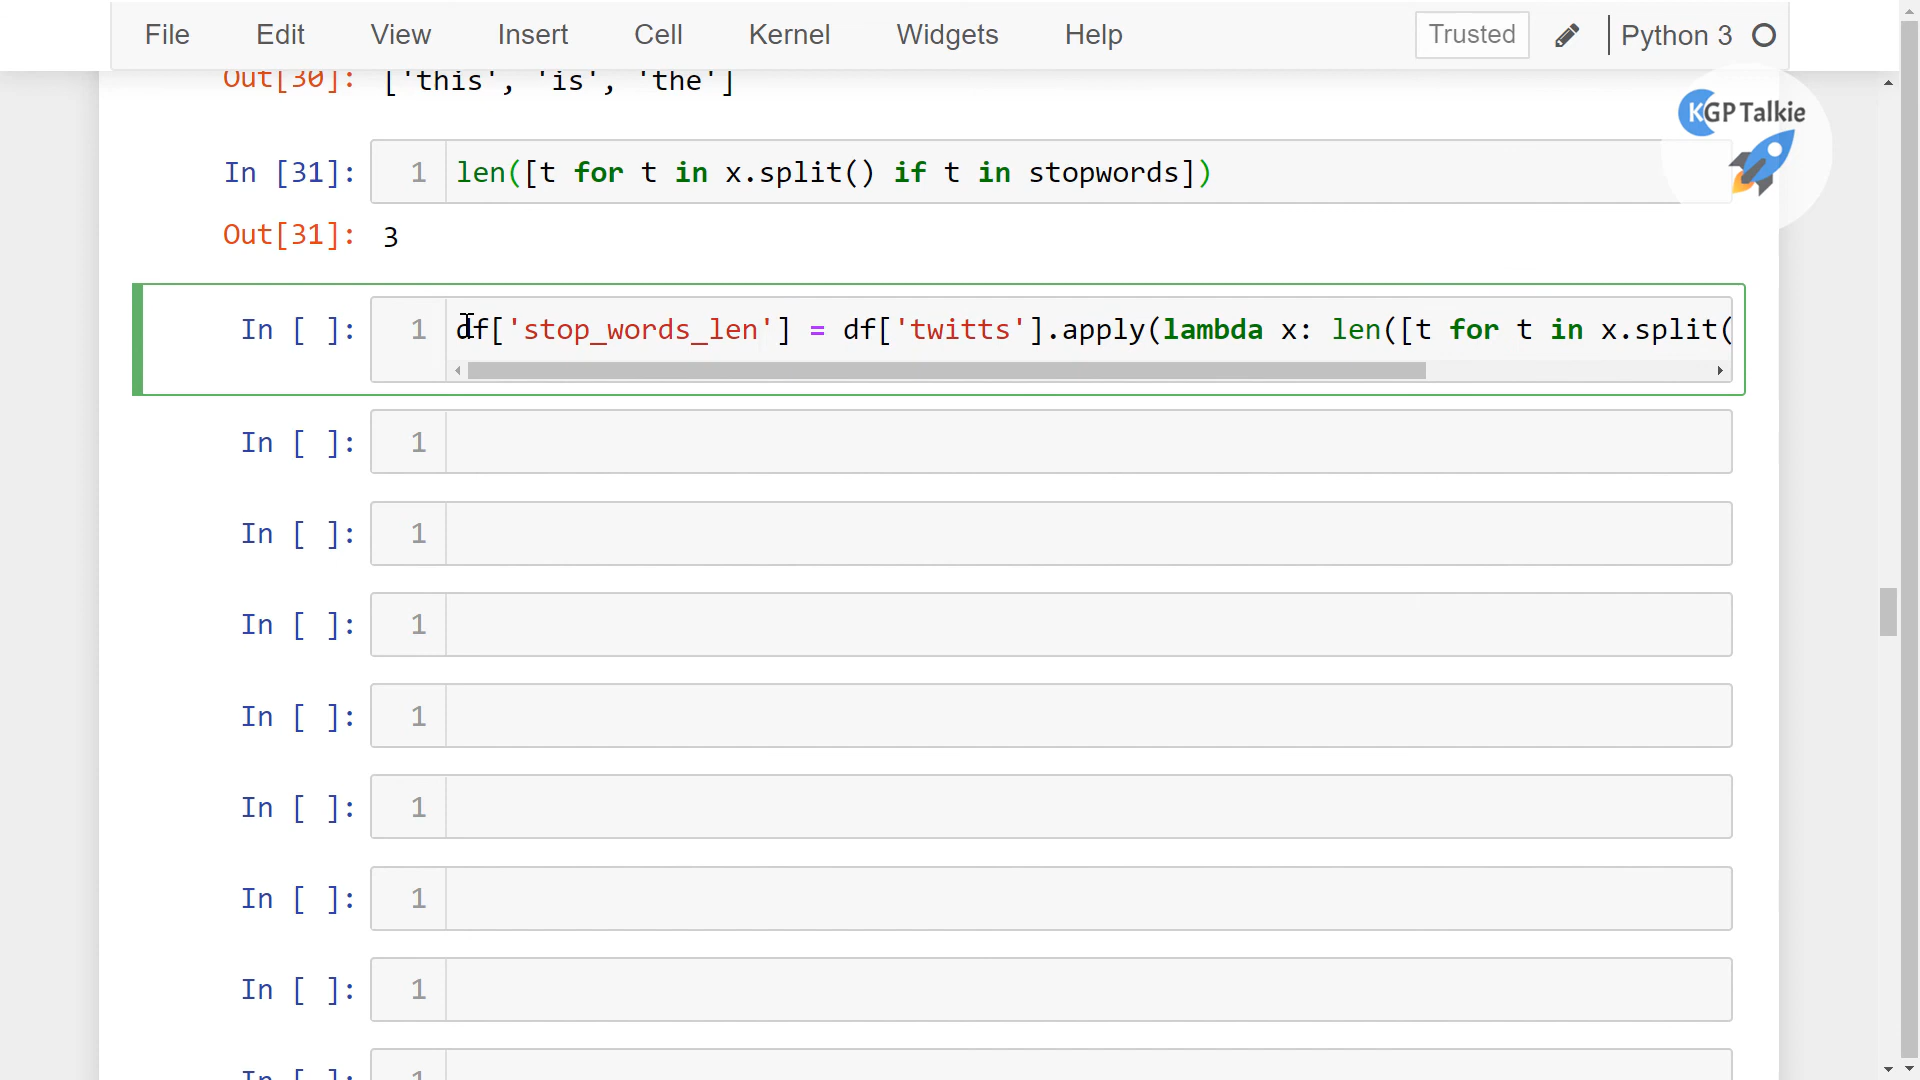 File Edit View Insert Cell Kernel Widgets Help Trusted Python 3
Out[30]: ['this', 'is', 'the']
KGP Talkie
In [31]: 1 len([t for t in x.split() if t in stopwords])
Out[31]: 3
In [ ]: 1 df['stop_words_len'] = df['twitts'].apply(lambda x: len([t for t in x.split(
In [ ]: 1
In [ ]: 1
In [ ]: 1
In [ ]: 1
In [ ]: 1
In [ ]: 1
In [ ]: 1
In [ ]: 1